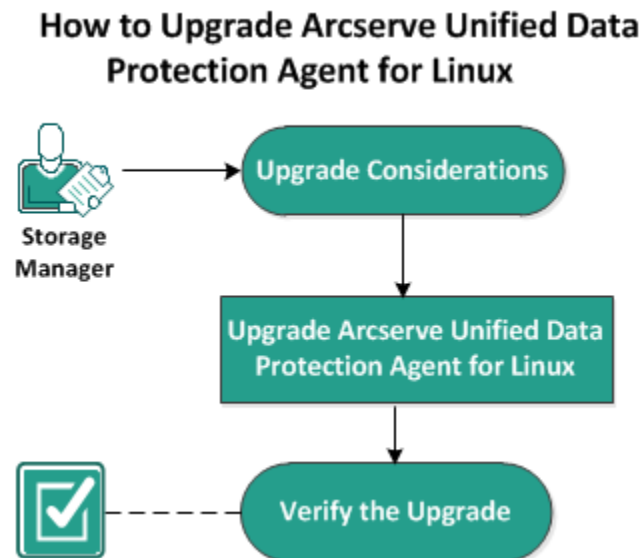 How to Upgrade Arcserve Unified Data
Protection Agent for Linux
Upgrade Considerations
Storage
Manager
Upgrade Arcserve Unified Data
Protection Agent for Linux
Verify the Upgrade